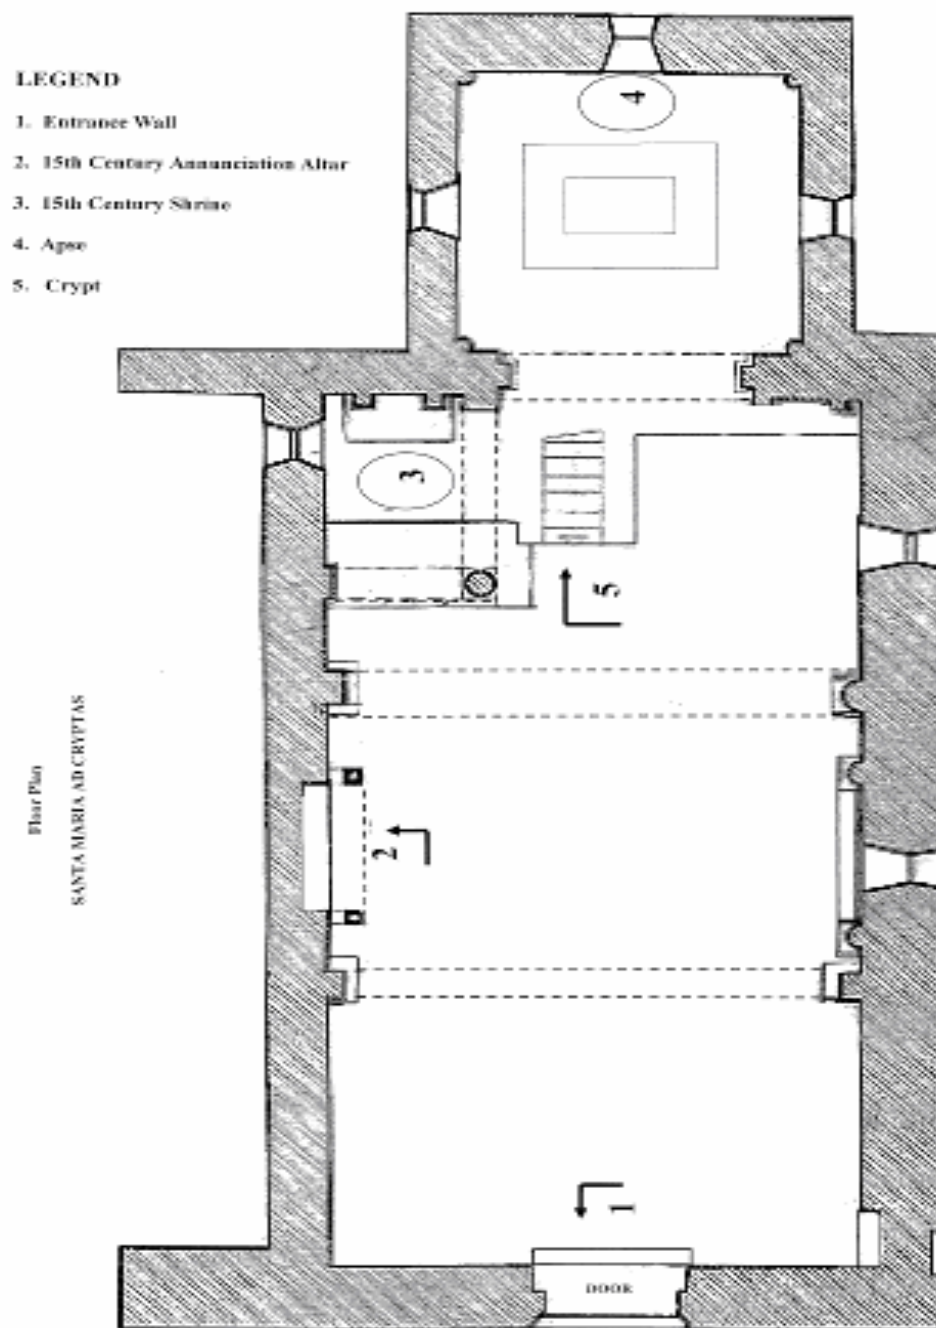 LEGEND
1. Entrance Wall
2. 15th Century Annunciation Altar
3. 15th Century Shrine
4. Apse
5. Crypt
4
3
5
2
1
DOOR
Floor Plan
SANTA MARIA AD CRYPTAS